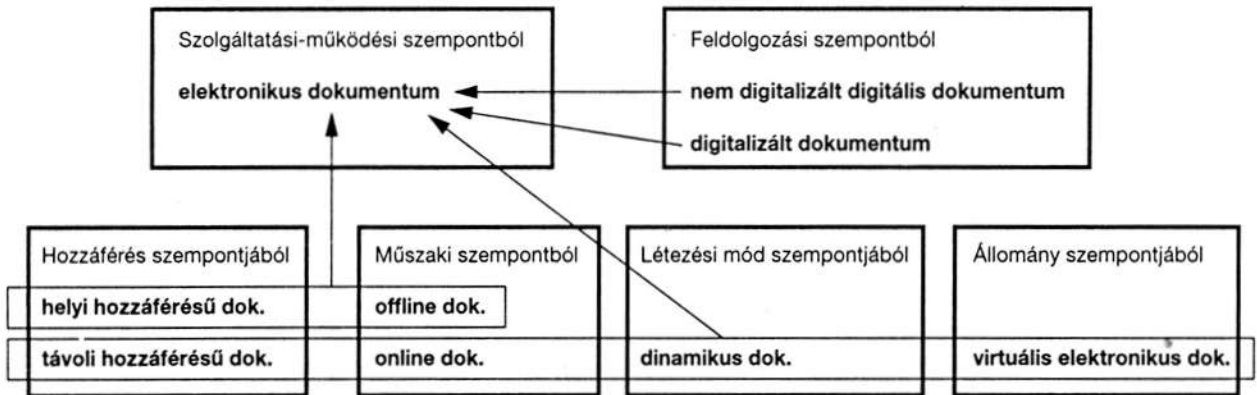 Szolgáltatási-működési szempontból
elektronikus dokumentum
Feldolgozási szempontból
nem digitalizált digitális dokumentum
digitalizált dokumentum
Hozzáférés szempontjából
Műszaki szempontból
Létezési mód szempontjából
Állomány szempontjából
helyi hozzáférésű dok.
offline dok.
távoli hozzáférésű dok.
online dok.
dinamikus dok.
virtuális elektronikus dok.